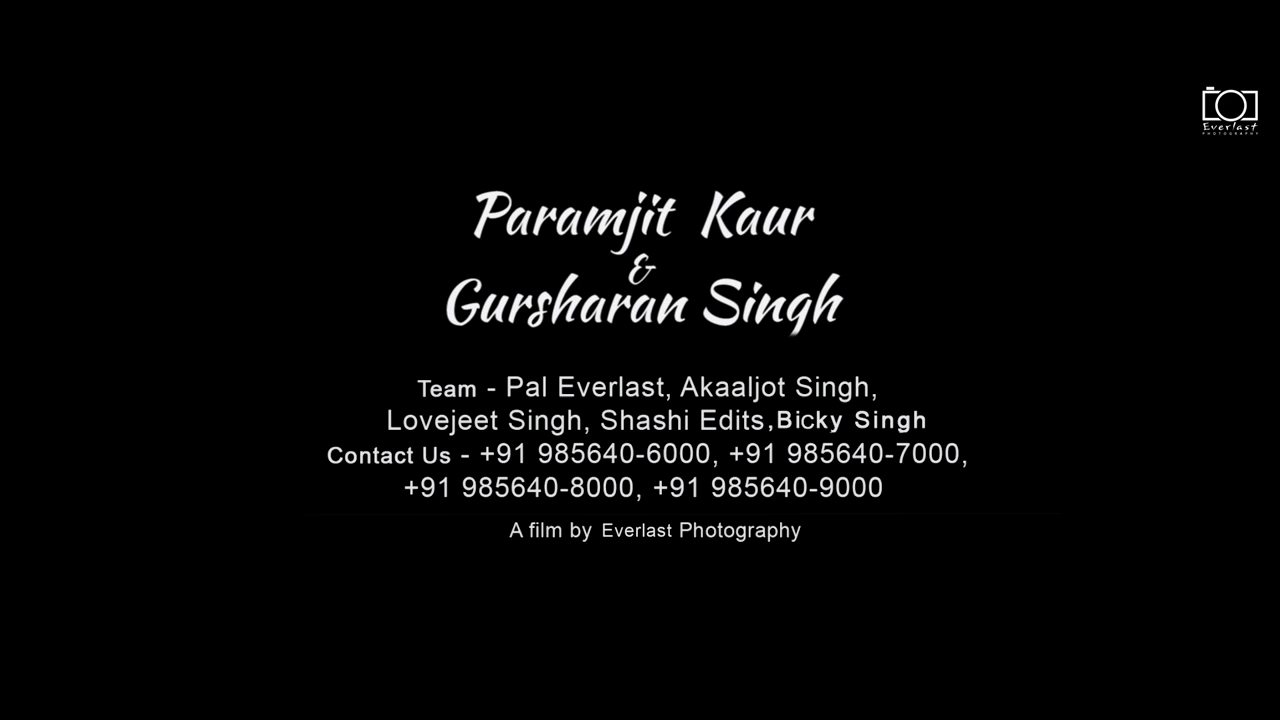 Everlast
PHOTOGRAPHY
Paramjit Kaur
&
Gursharan Singh
Team - Pal Everlast, Akaaljot Singh,
Lovejeet Singh, Shashi Edits,Bicky Singh
Contact Us - +91 985640-6000, +91 985640-7000,
+91 985640-8000, +91 985640-9000
A film by Everlast Photography